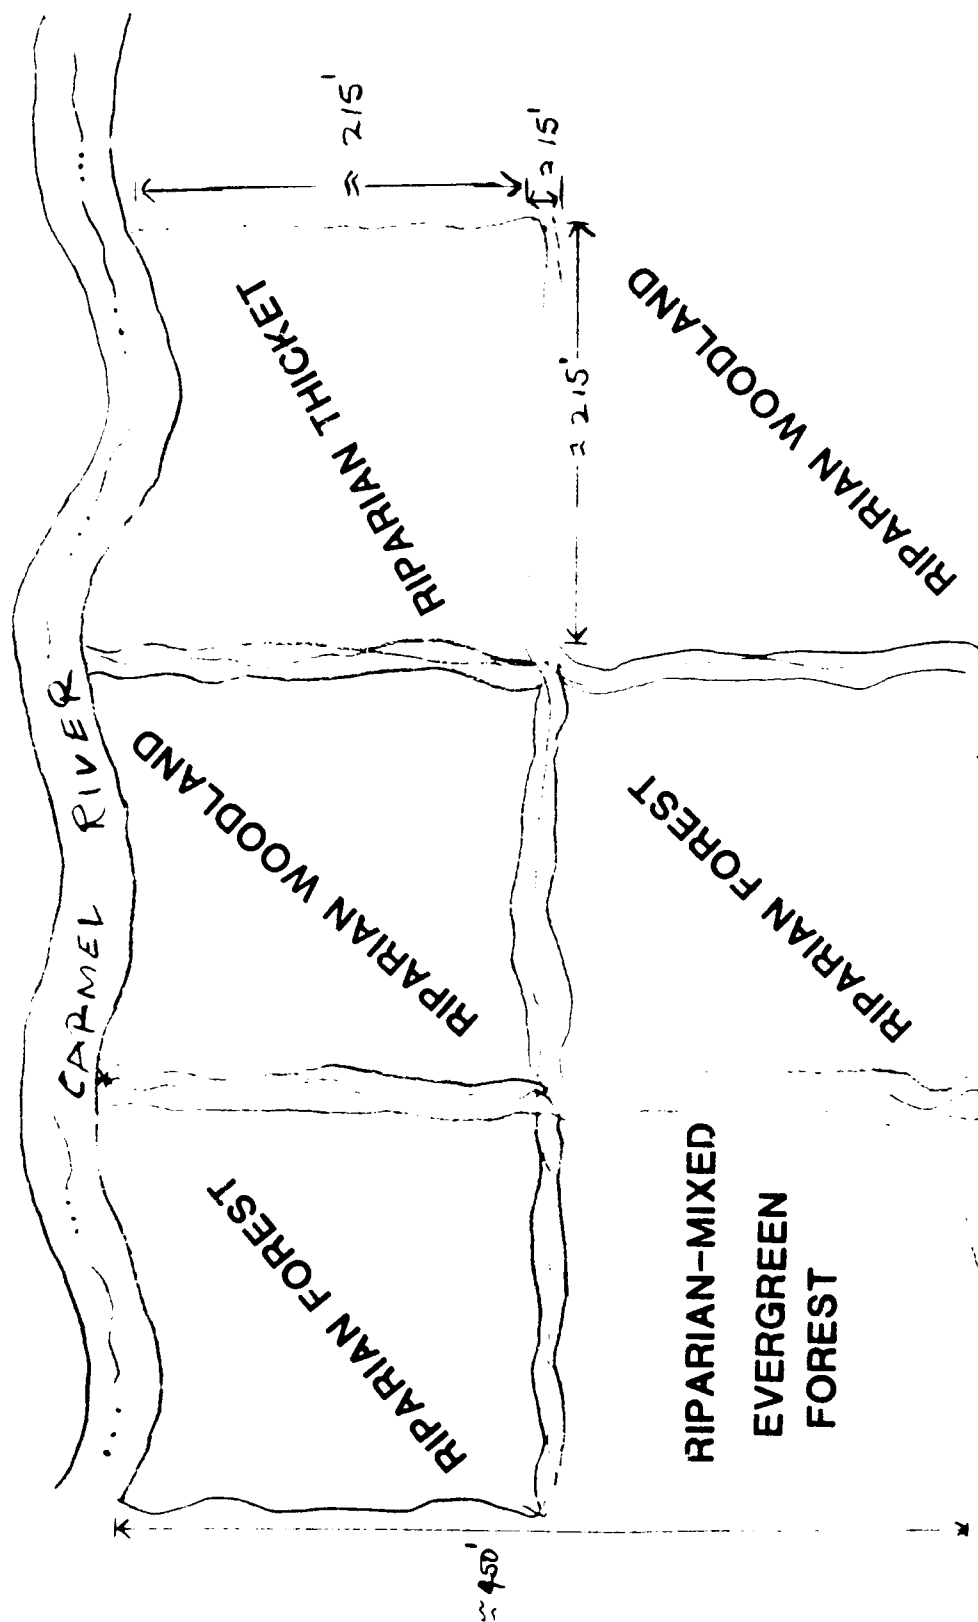 CARMEL RIVER
≈ 215'
≈ 15'
≈ 215'
≈ 450'
RIPARIAN FOREST
RIPARIAN WOODLAND
RIPARIAN THICKET
RIPARIAN-MIXED
EVERGREEN
FOREST
RIPARIAN FOREST
RIPARIAN WOODLAND